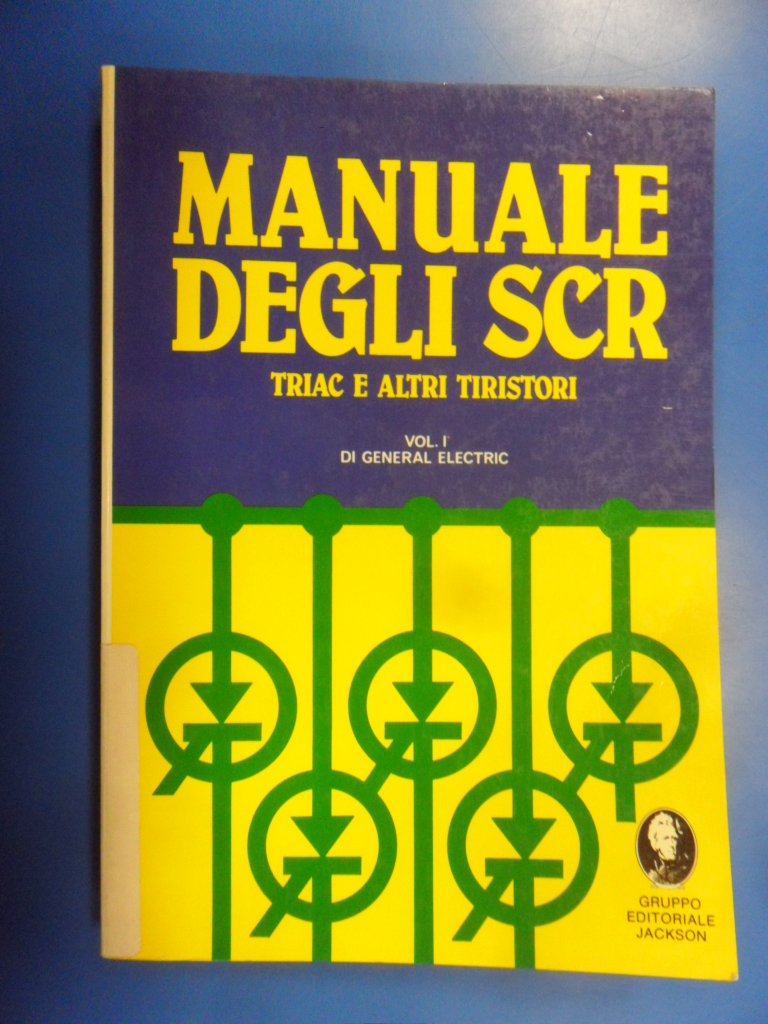 MANUALE
DEGLI SCR
TRIAC E ALTRI TIRISTORI
VOL. I
DI GENERAL ELECTRIC
GRUPPO
EDITORIALE
JACKSON